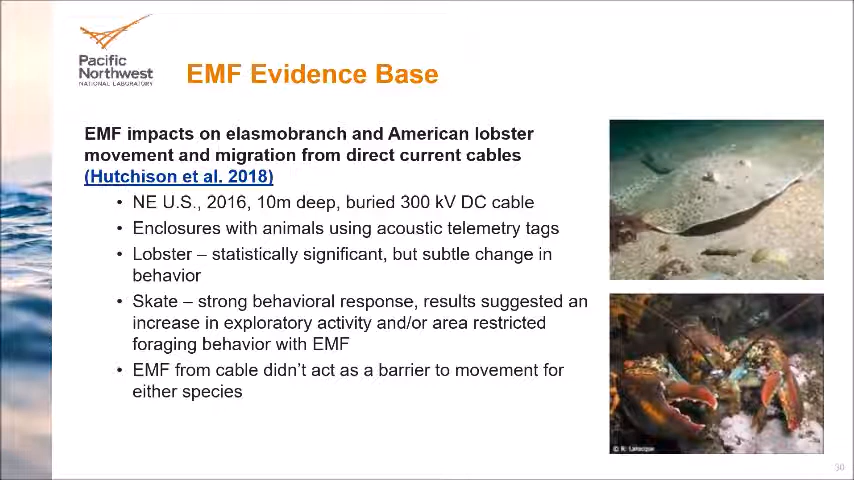 Pacific
Northwest
NATIONAL LABORATORY
EMF Evidence Base
EMF impacts on elasmobranch and American lobster
movement and migration from direct current cables
(Hutchison et al. 2018)
• NE U.S., 2016, 10m deep, buried 300 kV DC cable
• Enclosures with animals using acoustic telemetry tags
• Lobster – statistically significant, but subtle change in
behavior
• Skate – strong behavioral response, results suggested an
increase in exploratory activity and/or area restricted
foraging behavior with EMF
• EMF from cable didn't act as a barrier to movement for
either species
© R.
30